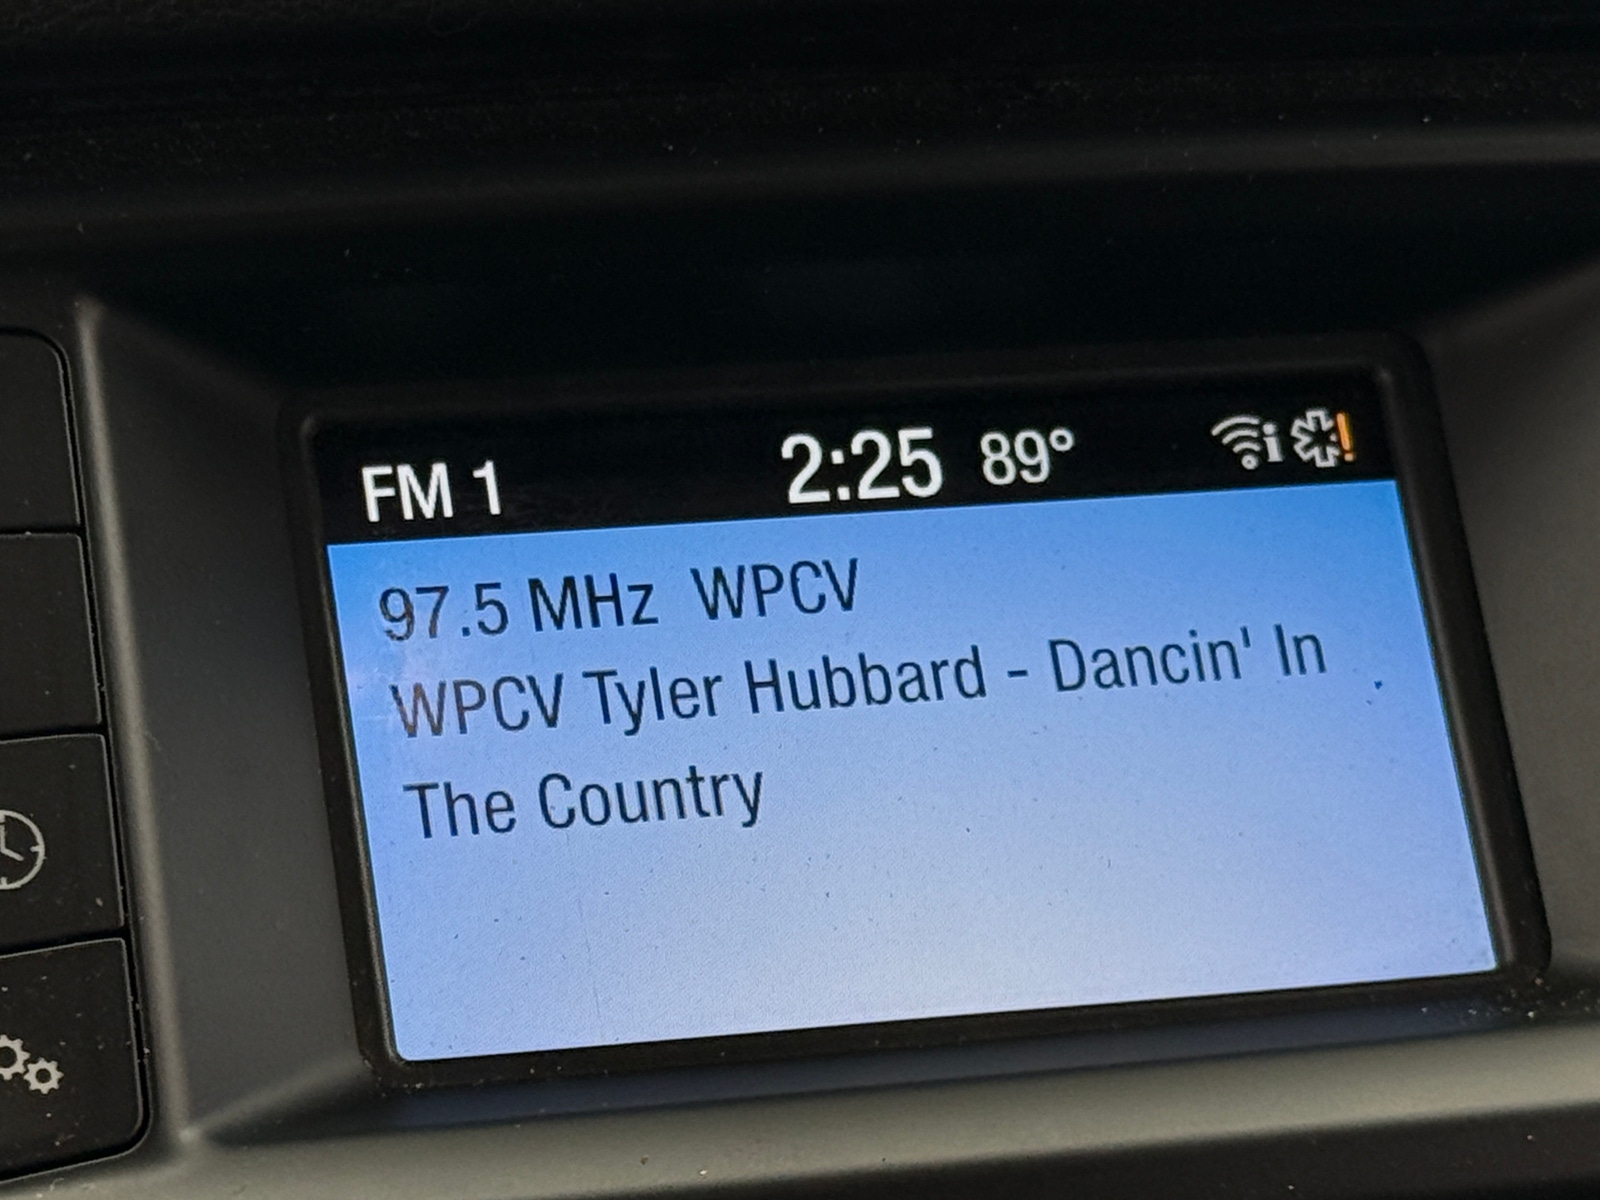 FM 1 2:25 89° i !
97.5 MHz WPCV
WPCV Tyler Hubbard - Dancin' In
The Country